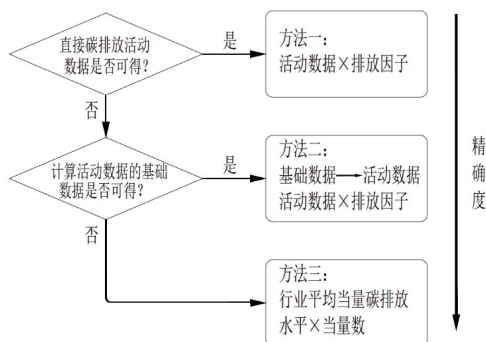 直接碳排放活动
数据是否可得?
是
方法一:
活动数据×排放因子
否
计算活动数据的基础
数据是否可得?
是
方法二:
基础数据→活动数据
活动数据×排放因子
否
方法三:
行业平均当量碳排放
水平×当量数
精
确
度